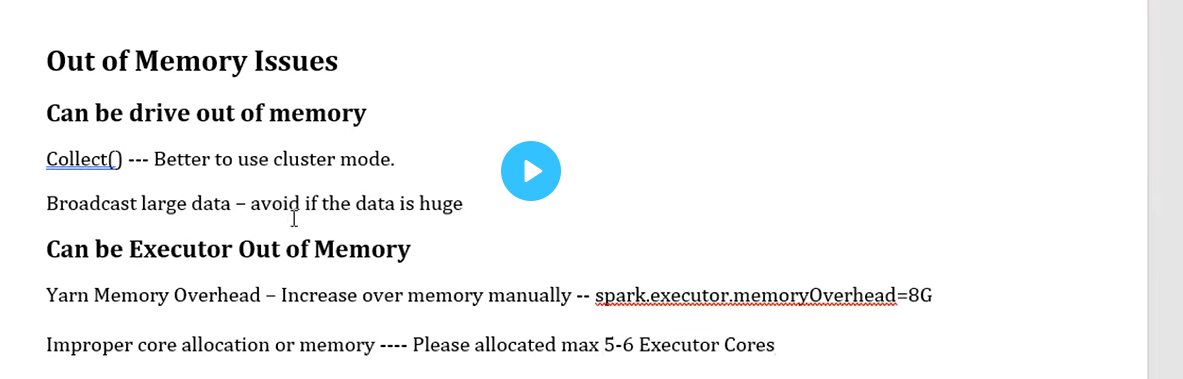 Out of Memory Issues
Can be drive out of memory
Collect() --- Better to use cluster mode.
Broadcast large data – avoid if the data is huge
Can be Executor Out of Memory
Yarn Memory Overhead – Increase over memory manually -- spark.executor.memoryOverhead=8G
Improper core allocation or memory ---- Please allocated max 5-6 Executor Cores